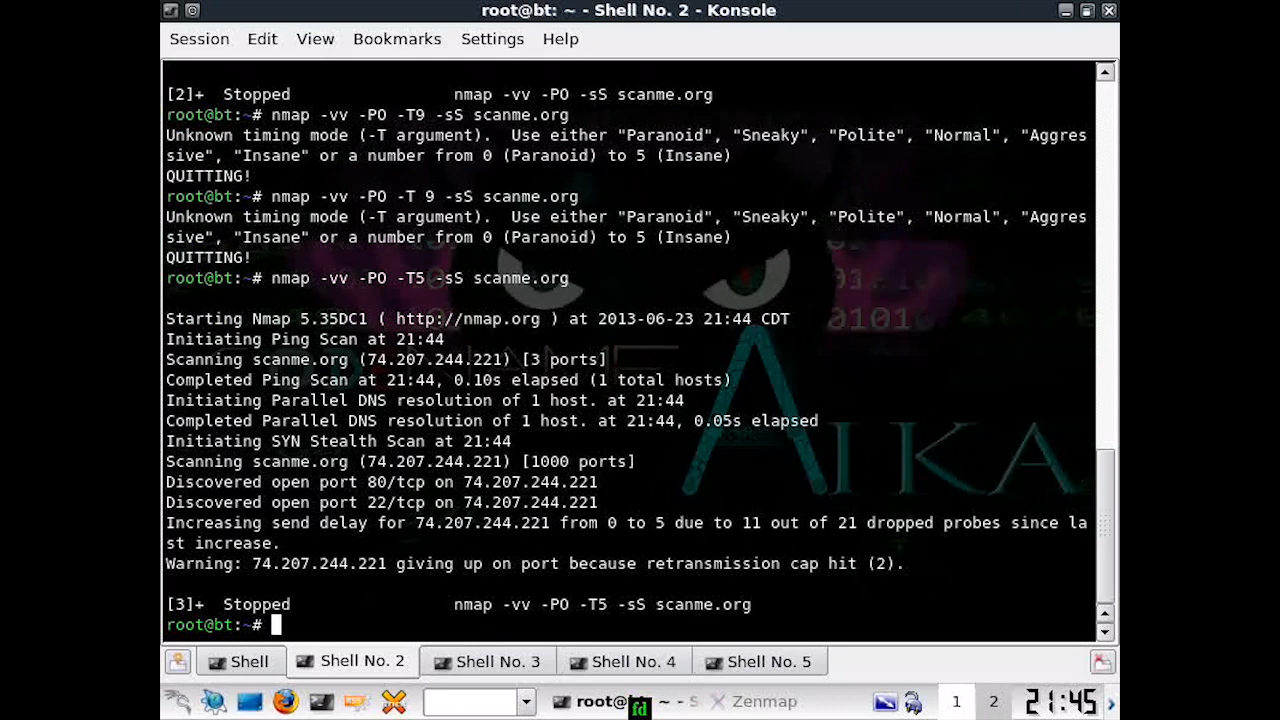 root@bt: ~ - Shell No. 2 - Konsole
Session Edit View Bookmarks Settings Help
[2]+ Stopped nmap -vv -PO -sS scanme.org
root@bt:~# nmap -vv -PO -T9 -sS scanme.org
Unknown timing mode (-T argument). Use either "Paranoid", "Sneaky", "Polite", "Normal", "Aggres
sive", "Insane" or a number from 0 (Paranoid) to 5 (Insane)
QUITTING!
root@bt:~# nmap -vv -PO -T 9 -sS scanme.org
Unknown timing mode (-T argument). Use either "Paranoid", "Sneaky", "Polite", "Normal", "Aggres
sive", "Insane" or a number from 0 (Paranoid) to 5 (Insane)
QUITTING!
root@bt:~# nmap -vv -PO -T5 -sS scanme.org
Starting Nmap 5.35DC1 ( http://nmap.org ) at 2013-06-23 21:44 CDT
Initiating Ping Scan at 21:44
Scanning scanme.org (74.207.244.221) [3 ports]
Completed Ping Scan at 21:44, 0.10s elapsed (1 total hosts)
Initiating Parallel DNS resolution of 1 host. at 21:44
Completed Parallel DNS resolution of 1 host. at 21:44, 0.05s elapsed
Initiating SYN Stealth Scan at 21:44
Scanning scanme.org (74.207.244.221) [1000 ports]
Discovered open port 80/tcp on 74.207.244.221
Discovered open port 22/tcp on 74.207.244.221
Increasing send delay for 74.207.244.221 from 0 to 5 due to 11 out of 21 dropped probes since la
st increase.
Warning: 74.207.244.221 giving up on port because retransmission cap hit (2).
[3]+ Stopped nmap -vv -PO -T5 -sS scanme.org
root@bt:~#
AIKA
Shell Shell No. 2 Shell No. 3 Shell No. 4 Shell No. 5
root@b ~ - S Zenmap 1 2 21:45
fd